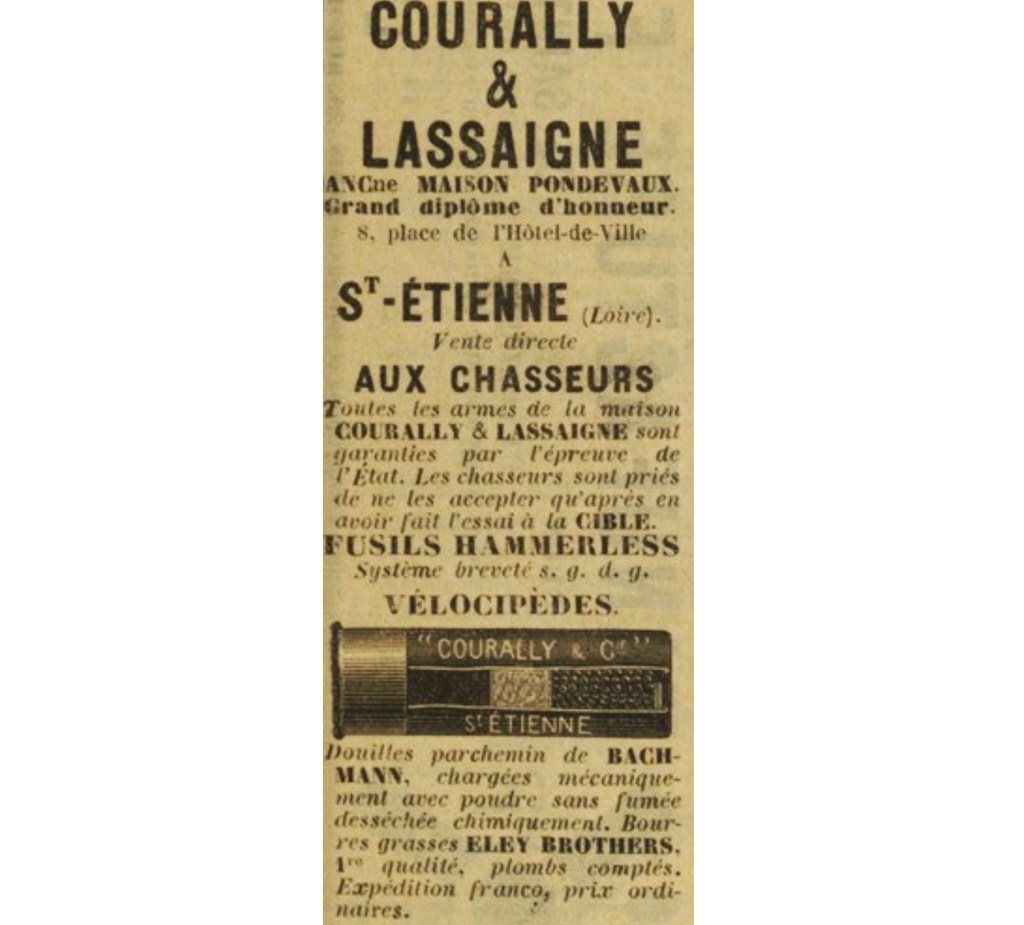 COURALLY
&
LASSAIGNE
ANCne MAISON PONDEVAUX.
Grand diplôme d'honneur.
8, place de l'Hôtel-de-Ville
A
ST-ÉTIENNE (Loire).
Vente directe
AUX CHASSEURS
Toutes les armes de la maison
COURALLY & LASSAIGNE sont
garanties par l'épreuve de
l'État. Les chasseurs sont priés
de ne les accepter qu'après en
avoir fait l'essai à la CIBLE.
FUSILS HAMMERLESS
Système breveté s. g. d. g.
VÉLOCIPÈDES.
"COURALLY & Cie"
St ÉTIENNE
Douilles parchemin de BACH-
MANN, chargées mécanique-
ment avec poudre sans fumée
desséchée chimiquement. Bour-
res grasses ELEY BROTHERS,
1re qualité, plombs comptés.
Expédition franco, prix ordi-
naires.